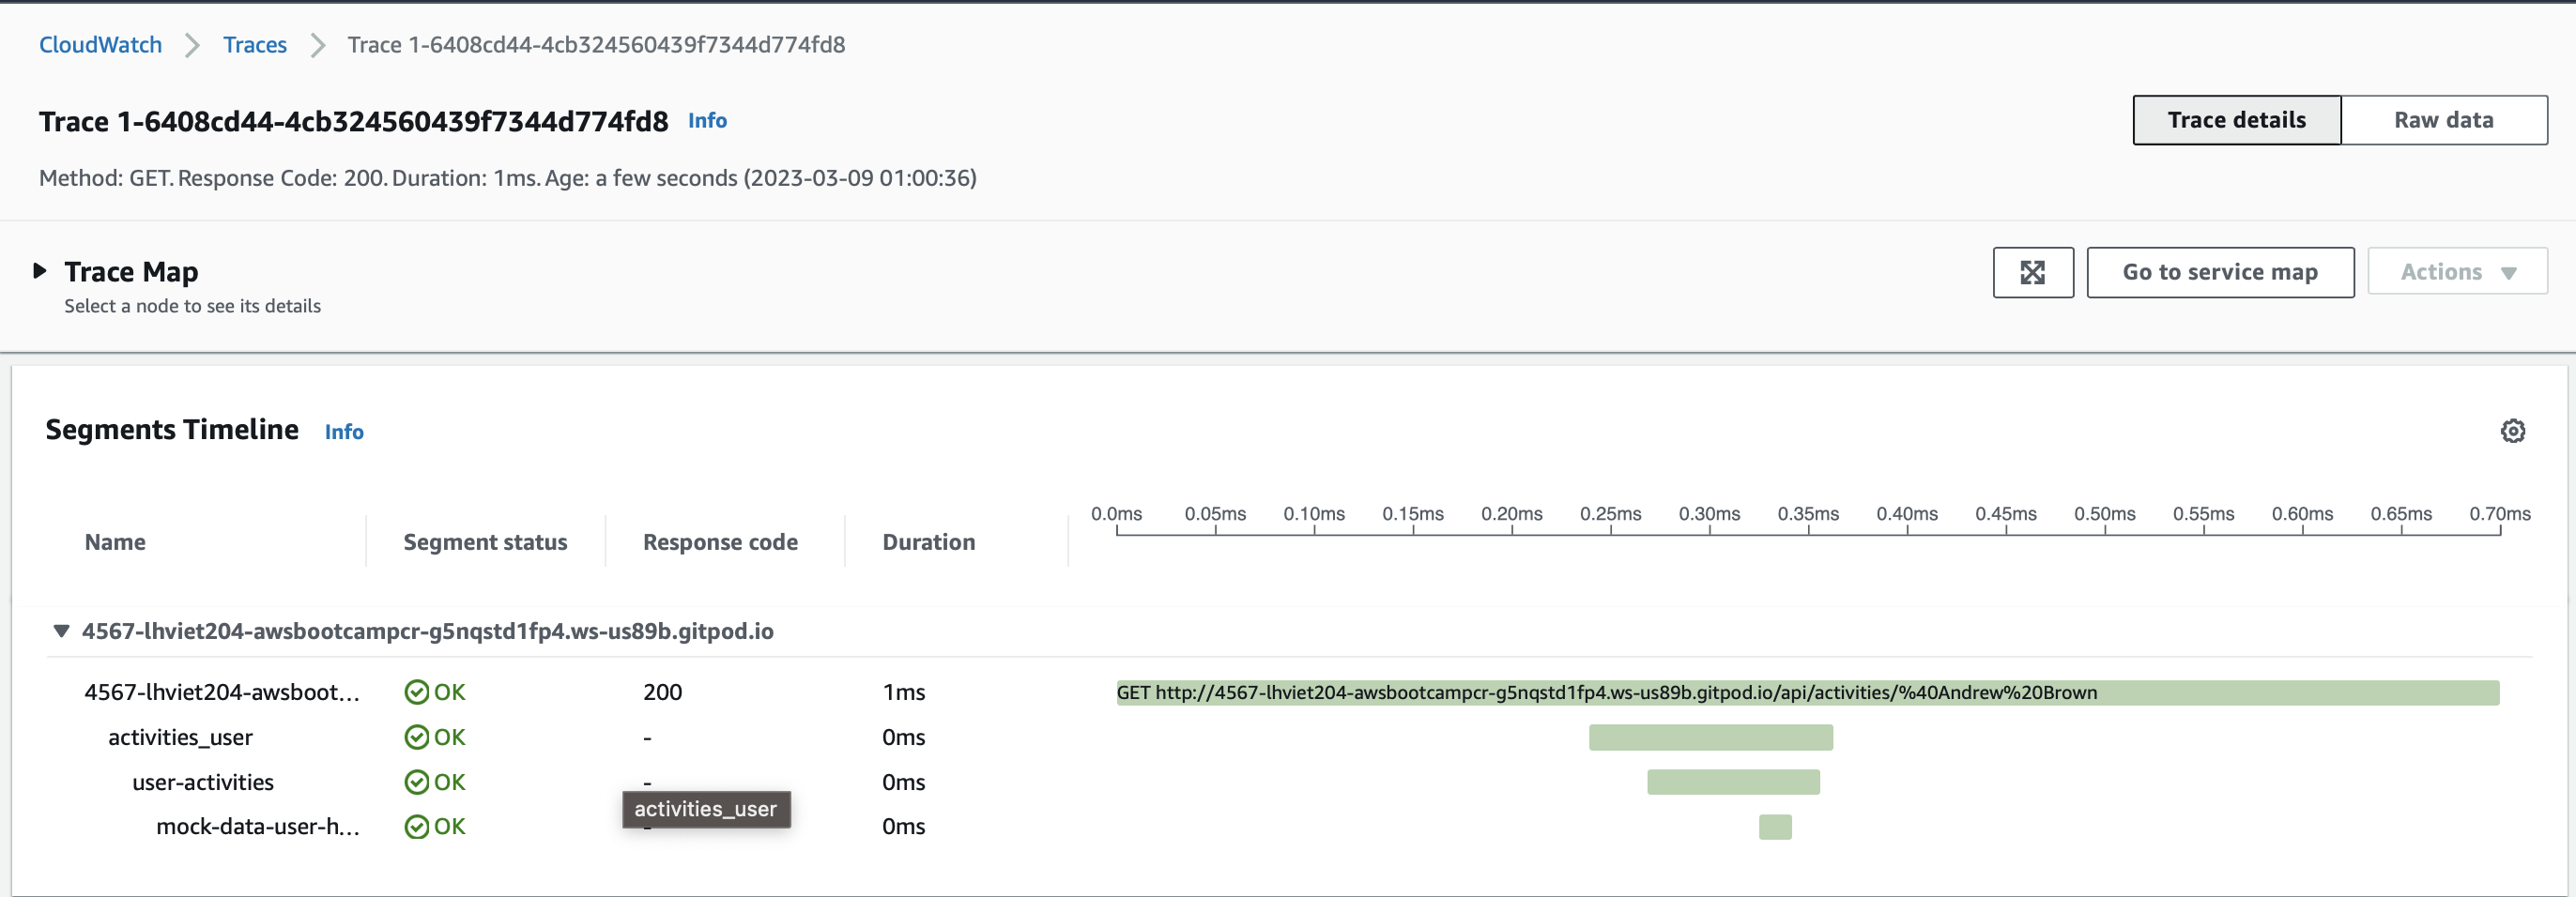 CloudWatch > Traces > Trace 1-6408cd44-4cb324560439f7344d774fd8
Trace 1-6408cd44-4cb324560439f7344d774fd8 Info
Trace details Raw data
Method: GET. Response Code: 200. Duration: 1ms. Age: a few seconds (2023-03-09 01:00:36)
Trace Map
Select a node to see its details
Go to service map Actions
Segments Timeline Info
0.0ms 0.05ms 0.10ms 0.15ms 0.20ms 0.25ms 0.30ms 0.35ms 0.40ms 0.45ms 0.50ms 0.55ms 0.60ms 0.65ms 0.70ms
Name Segment status Response code Duration
4567-lhviet204-awsbootcampcr-g5nqstd1fp4.ws-us89b.gitpod.io
4567-lhviet204-awsboot... OK 200 1ms GET http://4567-lhviet204-awsbootcampcr-g5nqstd1fp4.ws-us89b.gitpod.io/api/activities/%40Andrew%20Brown
activities_user OK - 0ms
user-activities OK - 0ms
activities_user
mock-data-user-h... OK - 0ms